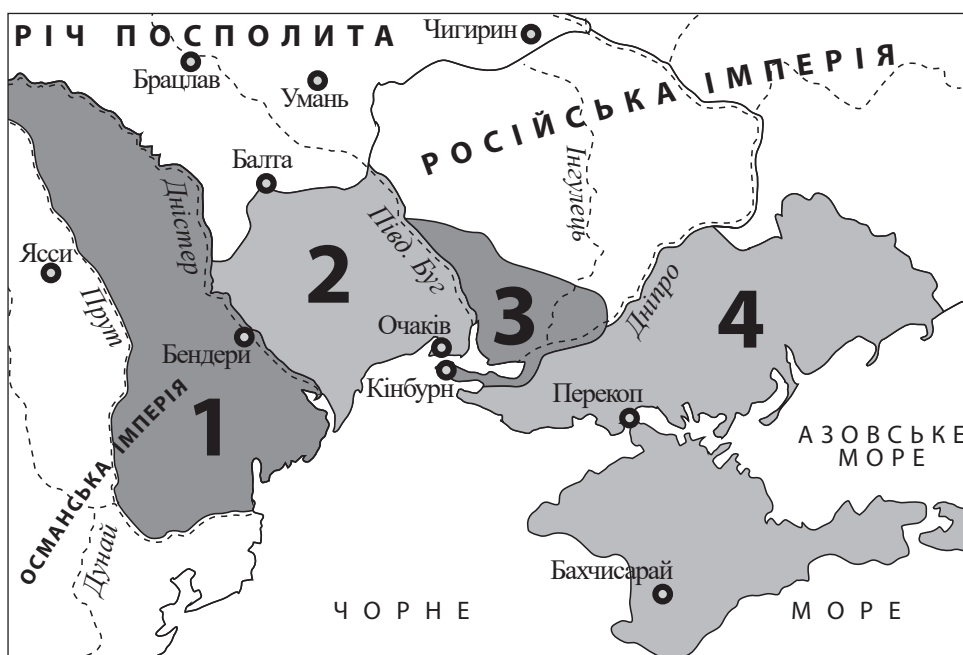 РІЧ ПОСПОЛИТА
Чигирин
Брацлав
Умань
РОСІЙСЬКА ІМПЕРІЯ
Балта
Дністер
Інгулець
Півд. Буг
Ясси
Прут
2
3
4
Дніпро
Очаків
Бендери
Кінбурн
Перекоп
1
ОСМАНСЬКА ІМПЕРІЯ
АЗОВСЬКЕ
МОРЕ
Дунай
Бахчисарай
ЧОРНЕ МОРЕ